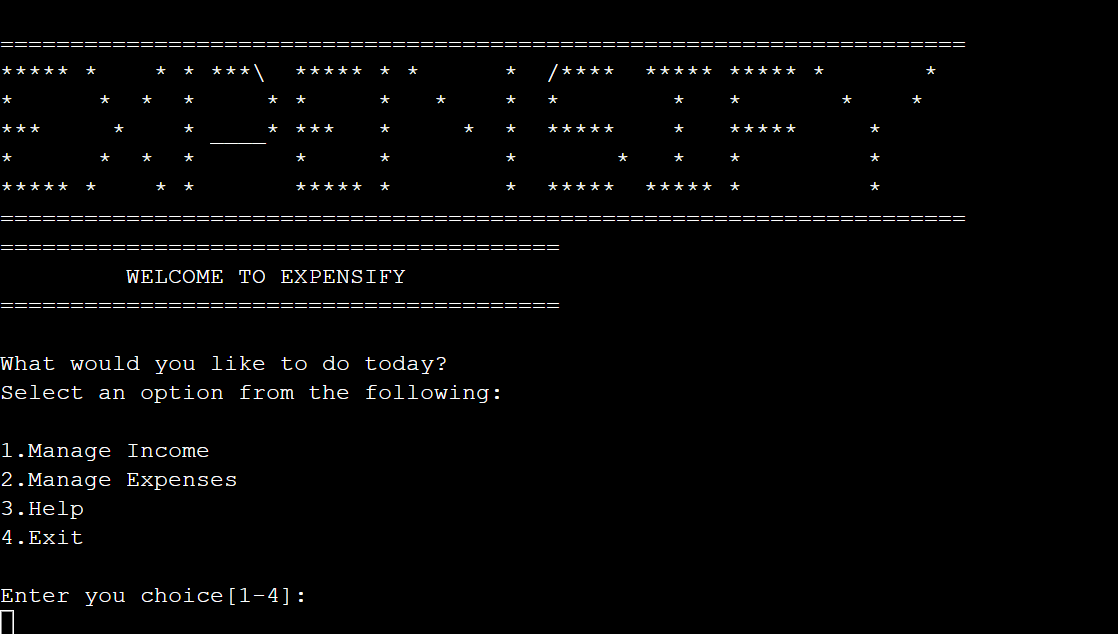 =====================================================================
***** *    * * ***\  ***** * *      *  /****  ***** ***** *       *
*      *  *  *     * *     *   *    *  *        *   *       *    *
***     *    * ____* ***   *     *  *  *****    *   *****     *
*      *  *  *       *     *        *       *   *   *         *
***** *    * *       ***** *        *  *****  ***** *         *
=====================================================================
========================================
         WELCOME TO EXPENSIFY
========================================
What would you like to do today?
Select an option from the following:
1.Manage Income
2.Manage Expenses
3.Help
4.Exit
Enter you choice[1-4]: